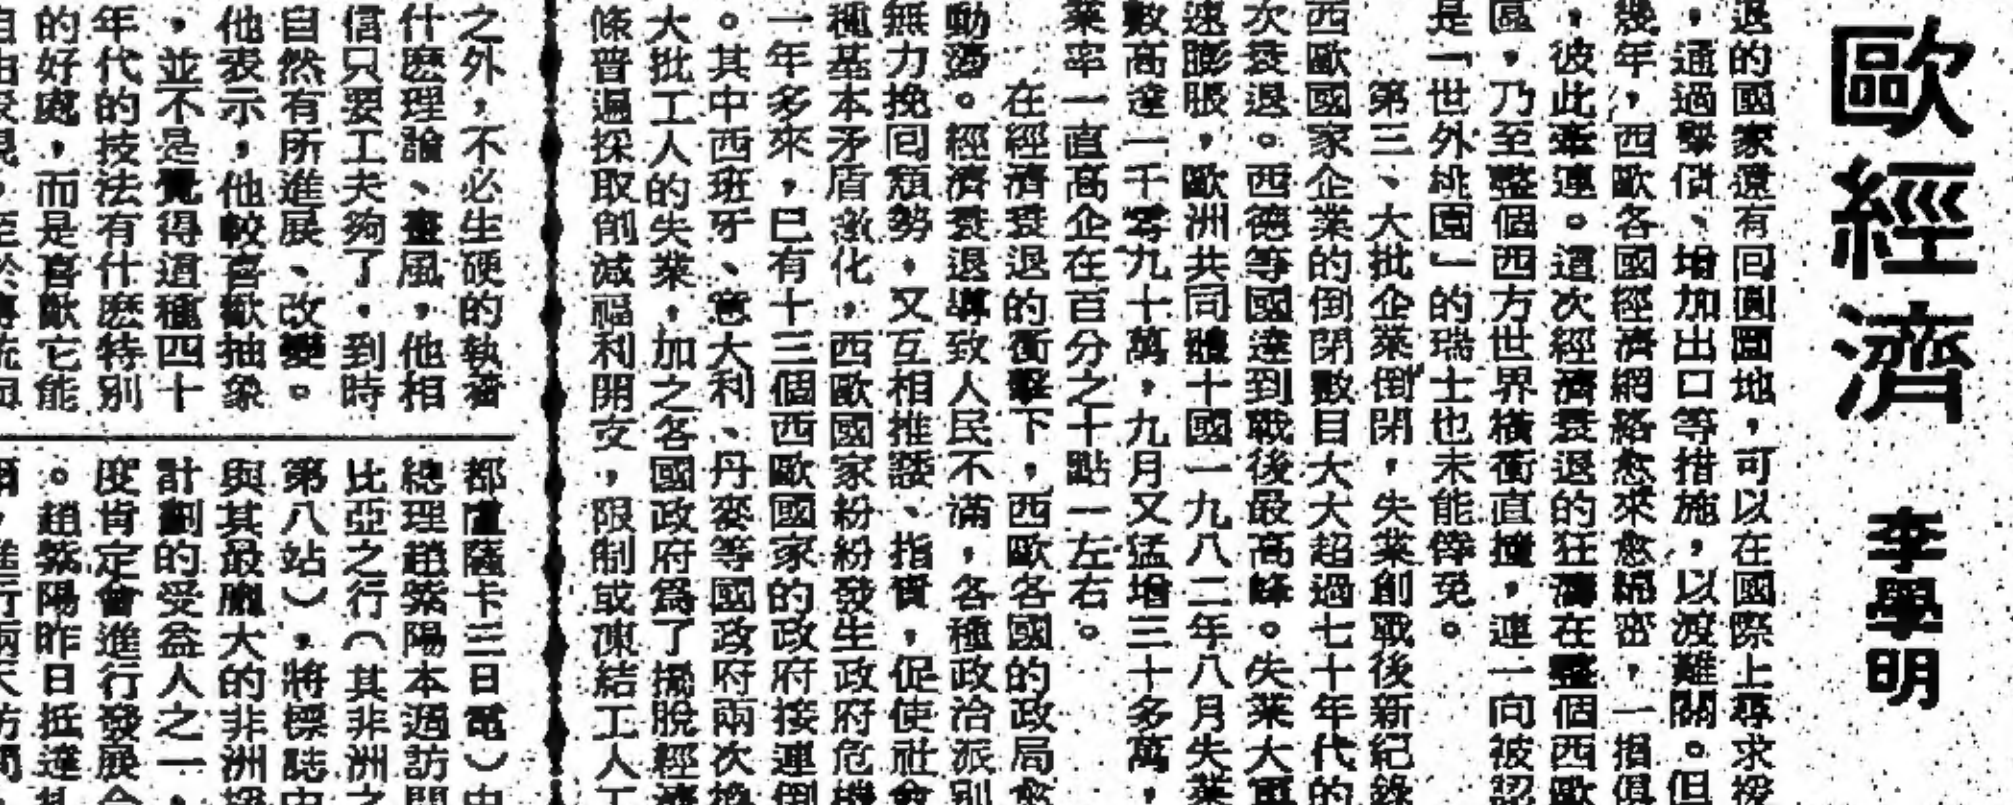 歐經濟
李學明
退的國家還有回圜園地，可以在國際上尋求授
，通過舉債、增加出口等措施，以渡難關。但
幾年，西歐各國經濟網絡愈來愈綿密，一損俱
，彼此牽連。這次經濟衰退的狂濤在整個西歐
區，乃至整個西方世界橫衝直撞，連一向被認
是「世外桃園」的瑞士也未能倖免。
第三、大批企業倒閉，失業創戰後新紀錄
西歐國家企業的倒閉數目大大超過七十年代的
次衰退。西德等國達到戰後最高峰。失業大軍
速膨脹，歐洲共同體十國一九八二年八月失業
數高達一千零九十萬，九月又猛增三十多萬，
業率一直高企在百分之十點一左右。
在經濟衰退的衝擊下，西歐各國的政局愈
動盪。經濟衰退導致人民不滿，各種政治派別
無力挽回頹勢，又互相推諉、指責，促使社會
種基本矛盾激化，西歐國家紛紛發生政府危機
一年多來，已有十三個西歐國家的政府接連倒
。其中西班牙、意大利、丹麥等國政府兩次換
大批工人的失業，加之各國政府為了擺脫經濟
條普遍採取削減福利開支，限制或凍結工人工
之外，不必生硬的執着
什麽理論、畫風，他相
信只要工夫夠了，到時
自然有所進展、改變。
他表示，他較喜歡抽象
，並不是覺得這種四十
年代的技法有什麽特別
的好處，而是喜歡它能
都盧薩卡三日電）中
總理趙紫陽本週訪問
比亞之行（其非洲之
第八站），將標誌中
與其最龐大的非洲援
計劃的受益人之一，
度肯定會進行發展合
。趙紫陽昨日抵達